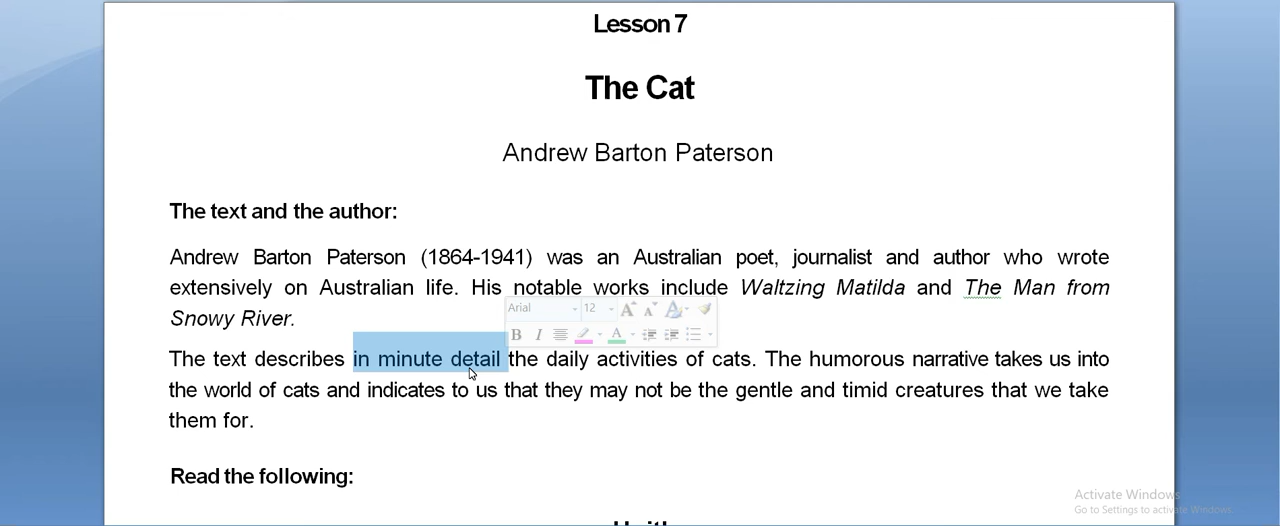 Lesson 7
The Cat
Andrew Barton Paterson
The text and the author:
Andrew Barton Paterson (1864-1941) was an Australian poet, journalist and author who wrote
extensively on Australian life. His notable works include Waltzing Matilda and The Man from
Snowy River.
Arial 12
B I A
The text describes in minute detail the daily activities of cats. The humorous narrative takes us into
the world of cats and indicates to us that they may not be the gentle and timid creatures that we take
them for.
Read the following:
Activate Windows
Go to Settings to activate Windows.